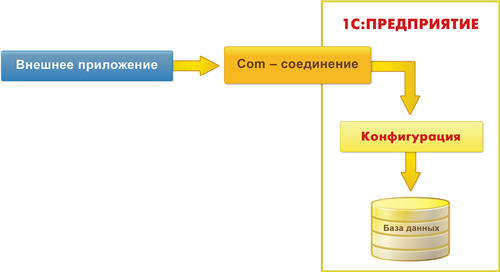 1С:ПРЕДПРИЯТИЕ
Внешнее приложение
Com – соединение
Конфигурация
База данных